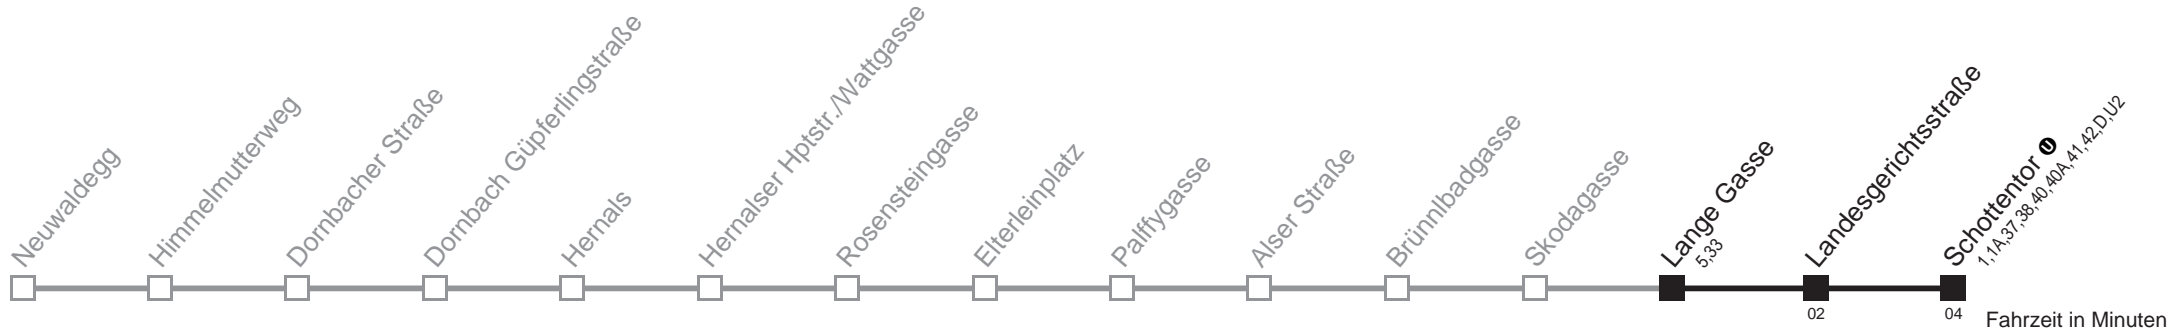 Neuwaldegg
Himmelmutterweg
Dornbacher Straße
Dornbach Güpferlingstraße
Hernals
Hernalser Hptstr./Wattgasse
Rosensteingasse
Elterleinplatz
Palffygasse
Alser Straße
Brünnlbadgasse
Skodagasse
Lange Gasse
5,33
Landesgerichtsstraße
Schottentor U
1,1A,37,38,40,40A,41,42,D,U2
02
04
Fahrzeit in Minuten